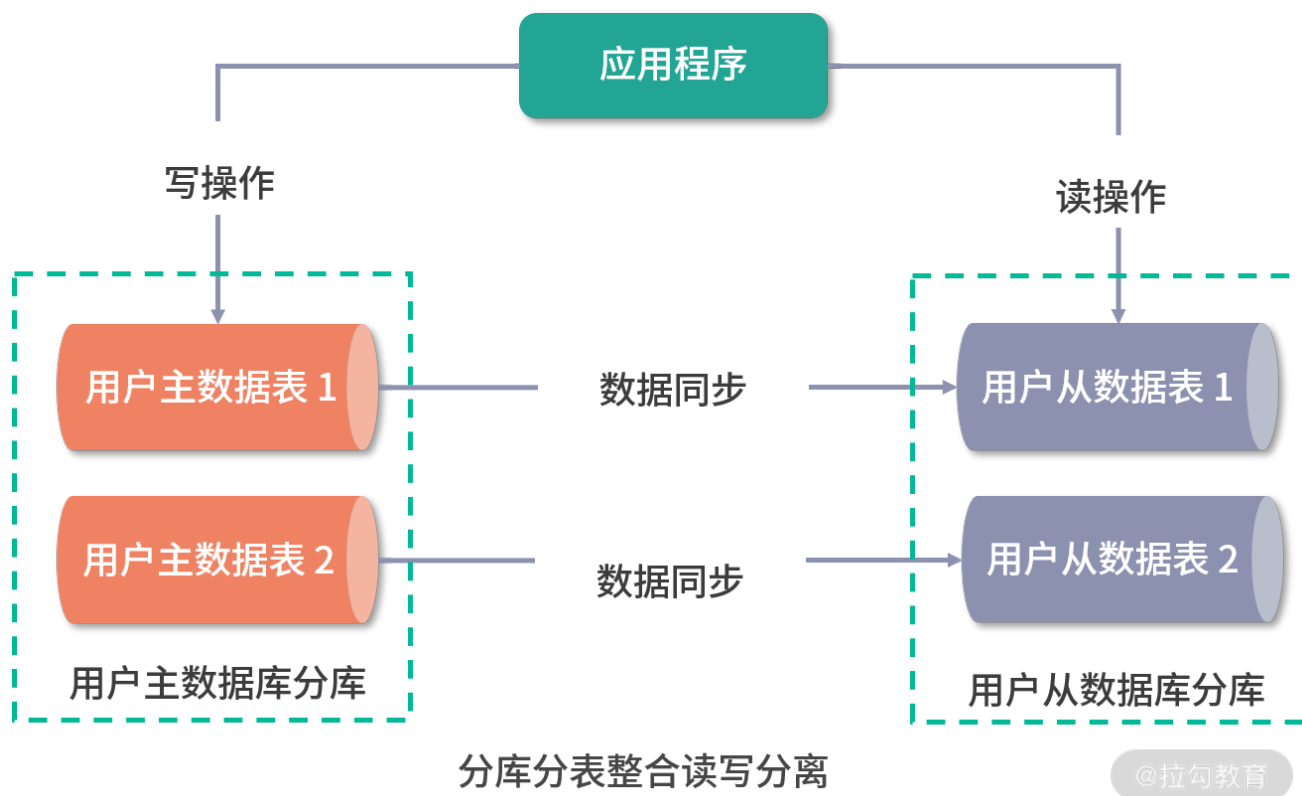 应用程序
写操作
读操作
用户主数据表 1
数据同步
用户从数据表 1
用户主数据表 2
数据同步
用户从数据表 2
用户主数据库分库
用户从数据库分库
分库分表整合读写分离
@拉勾教育